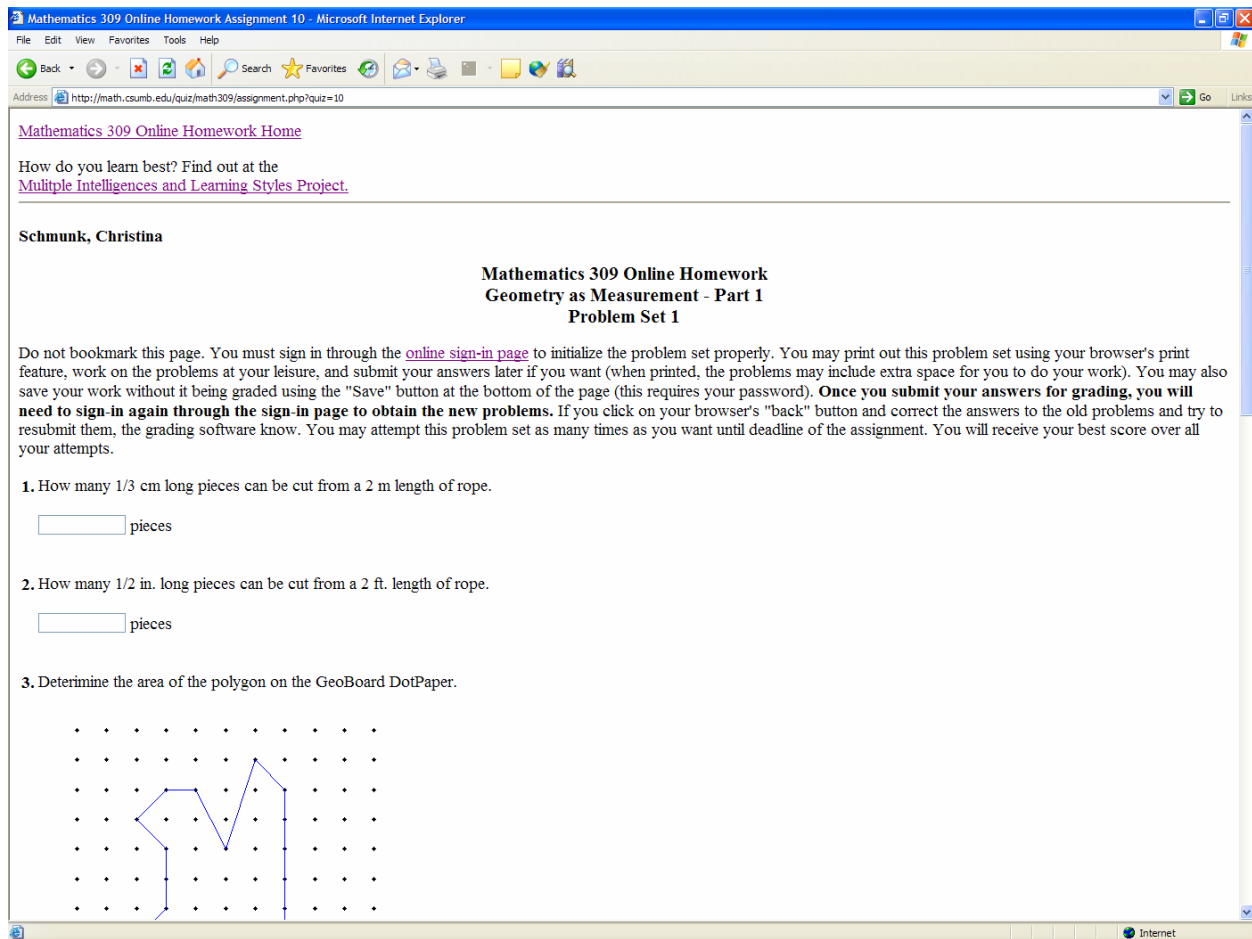 Mathematics 309 Online Homework Assignment 10 - Microsoft Internet Explorer
File Edit View Favorites Tools Help
Back Search Favorites
Address http://math.csumb.edu/quiz/math309/assignment.php?quiz=10 Go Links
Mathematics 309 Online Homework Home
How do you learn best? Find out at the
Mulitple Intelligences and Learning Styles Project.
Schmunk, Christina
Mathematics 309 Online Homework
Geometry as Measurement - Part 1
Problem Set 1
Do not bookmark this page. You must sign in through the online sign-in page to initialize the problem set properly. You may print out this problem set using your browser's print
feature, work on the problems at your leisure, and submit your answers later if you want (when printed, the problems may include extra space for you to do your work). You may also
save your work without it being graded using the "Save" button at the bottom of the page (this requires your password). Once you submit your answers for grading, you will
need to sign-in again through the sign-in page to obtain the new problems. If you click on your browser's "back" button and correct the answers to the old problems and try to
resubmit them, the grading software know. You may attempt this problem set as many times as you want until deadline of the assignment. You will receive your best score over all
your attempts.
1. How many 1/3 cm long pieces can be cut from a 2 m length of rope.
pieces
2. How many 1/2 in. long pieces can be cut from a 2 ft. length of rope.
pieces
3. Deterimine the area of the polygon on the GeoBoard DotPaper.
Internet